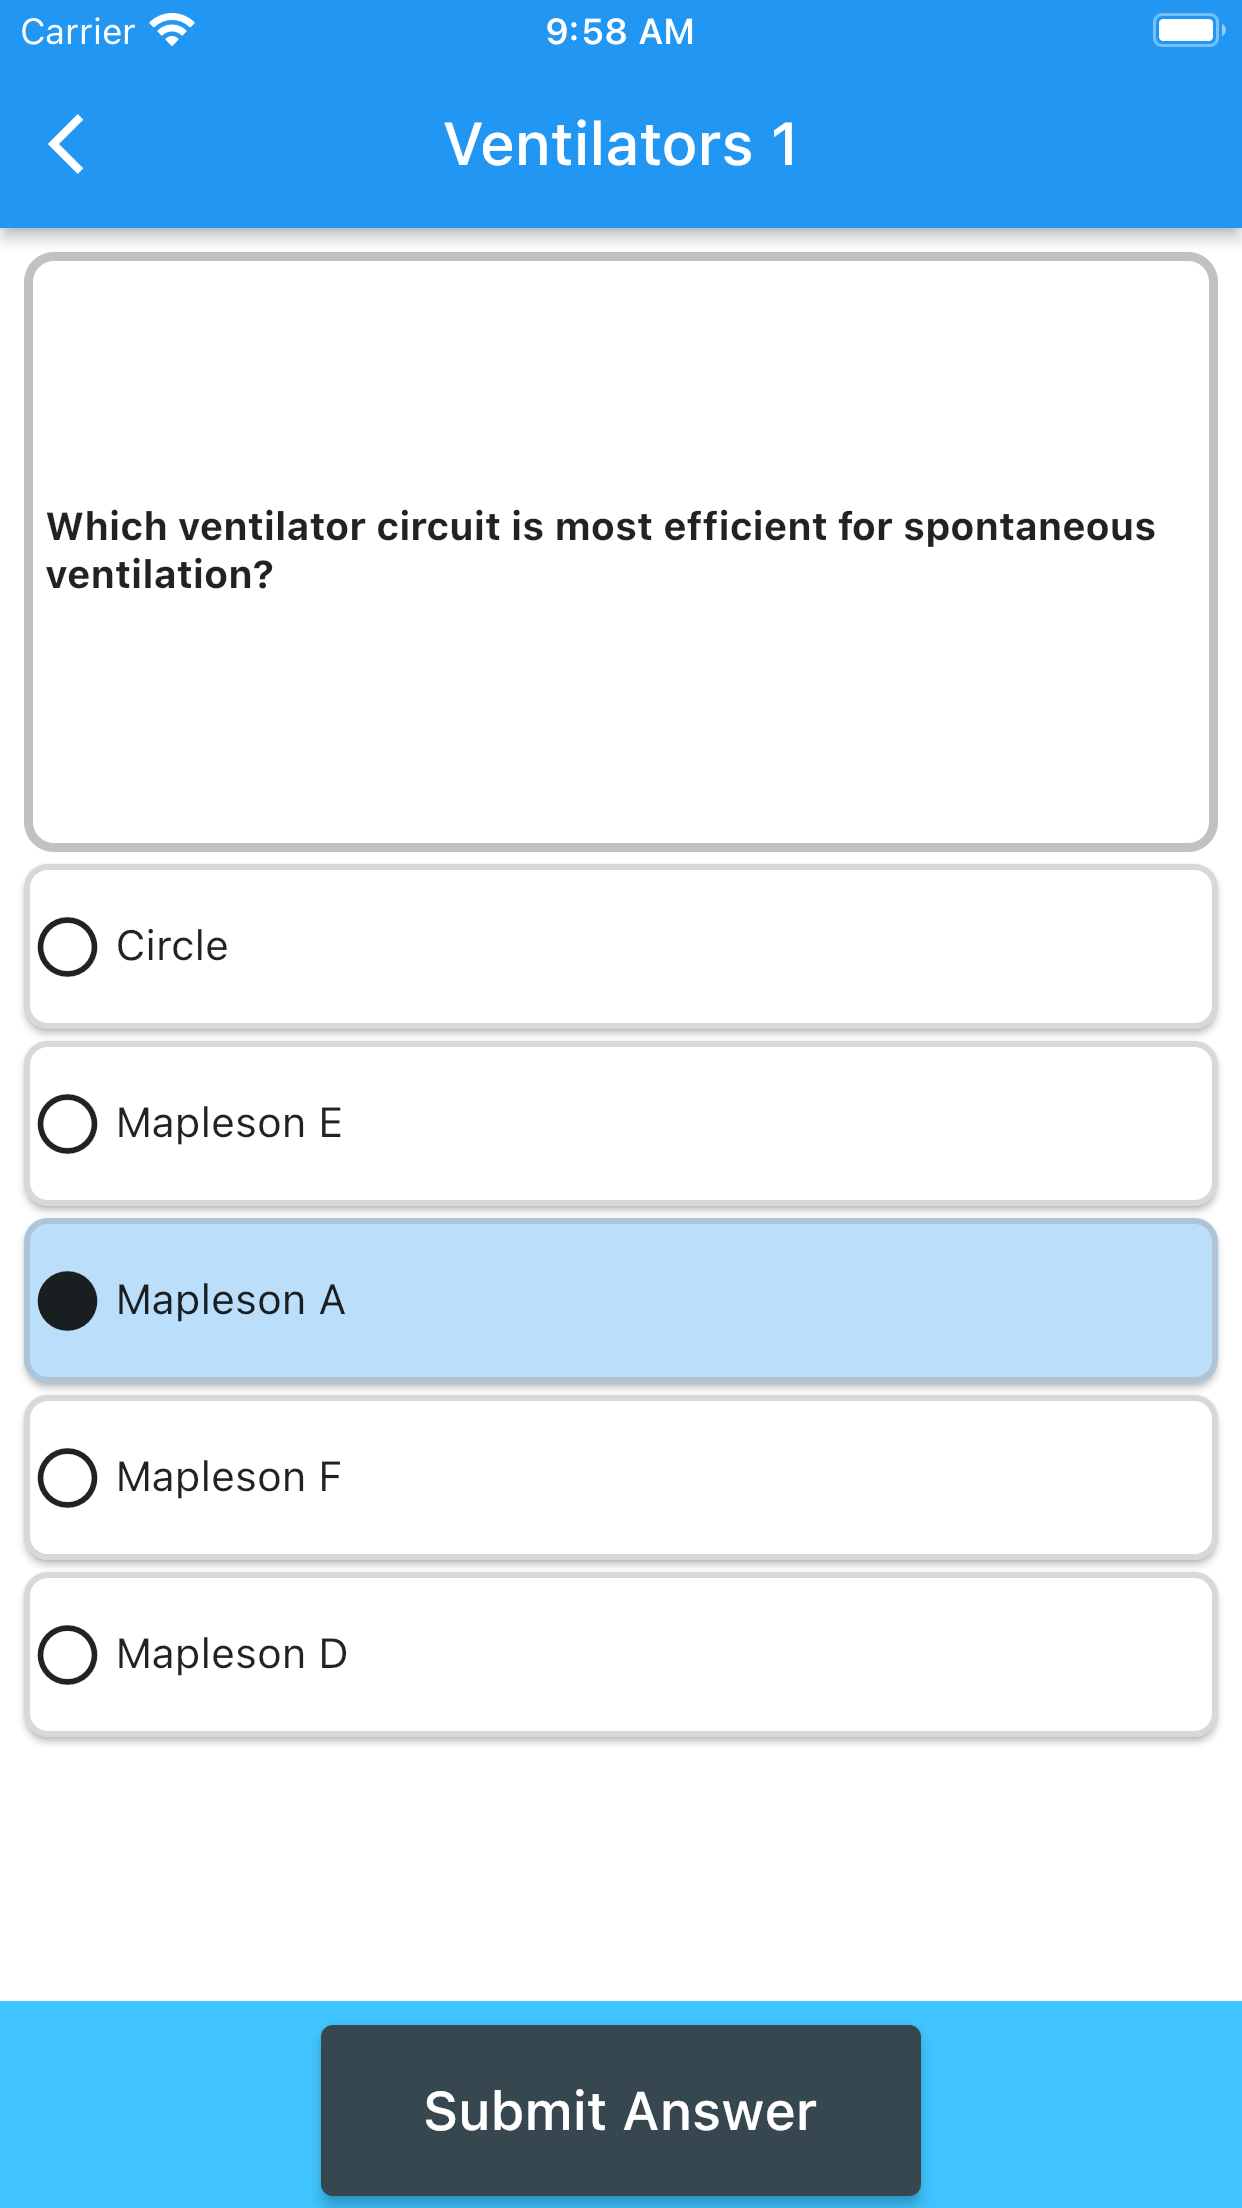 Carrier
9:58 AM
Ventilators 1
Which ventilator circuit is most efficient for spontaneous
ventilation?
Circle
Mapleson E
Mapleson A
Mapleson F
Mapleson D
Submit Answer